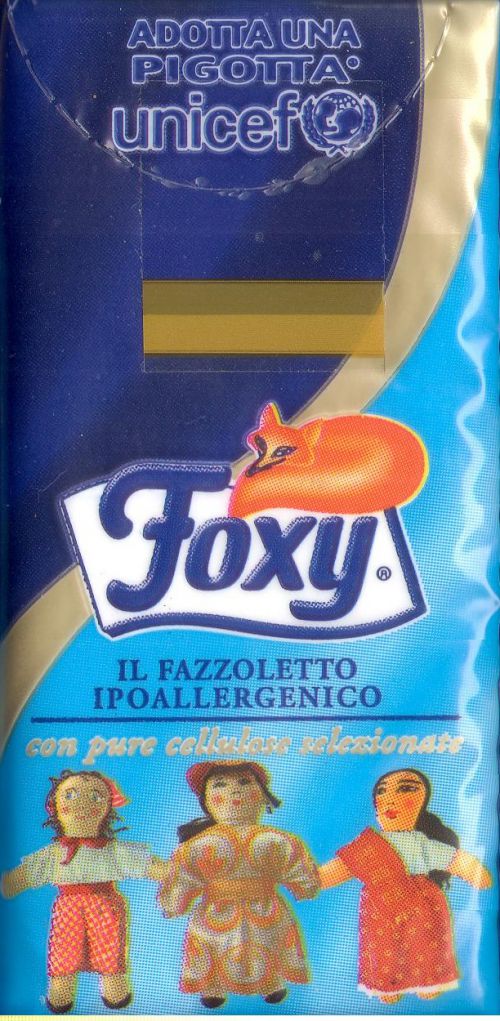 ADOTTA UNA
PIGOTTA®
unicef
Foxy®
IL FAZZOLETTO
IPOALLERGENICO
con pure cellulose selezionate